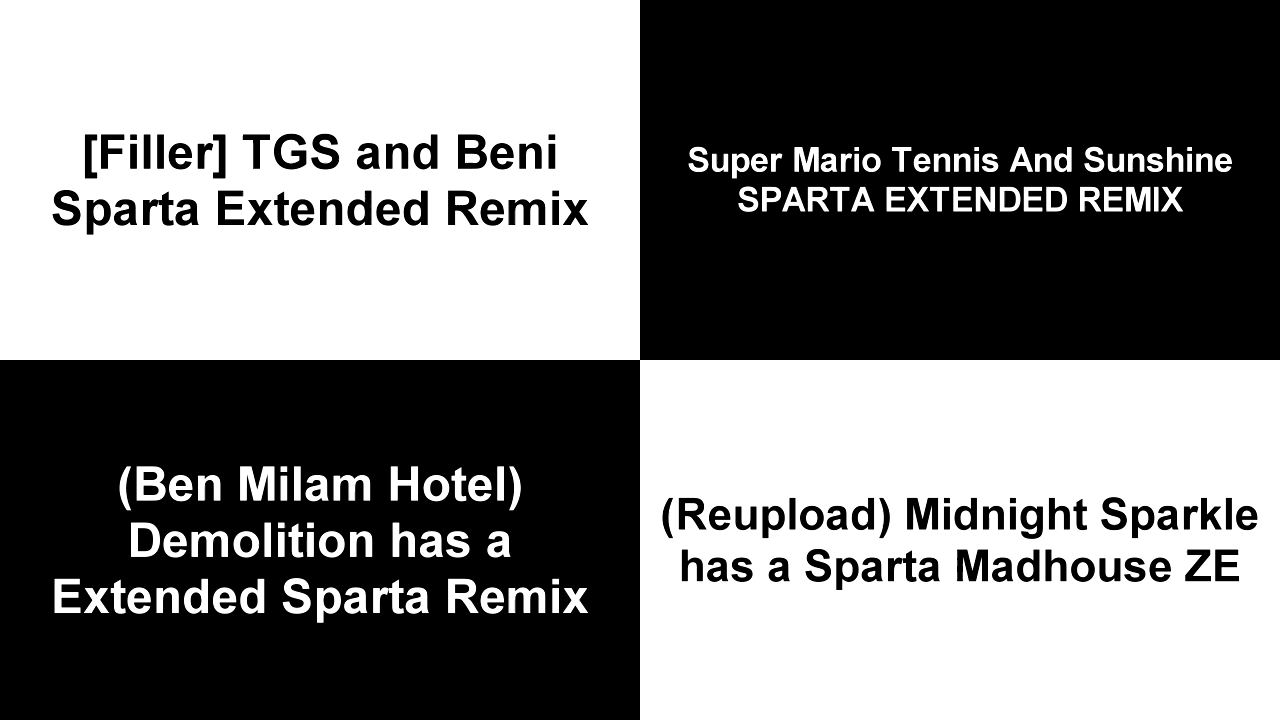 [Filler] TGS and Beni
Sparta Extended Remix
Super Mario Tennis And Sunshine
SPARTA EXTENDED REMIX
(Ben Milam Hotel)
Demolition has a
Extended Sparta Remix
(Reupload) Midnight Sparkle
has a Sparta Madhouse ZE